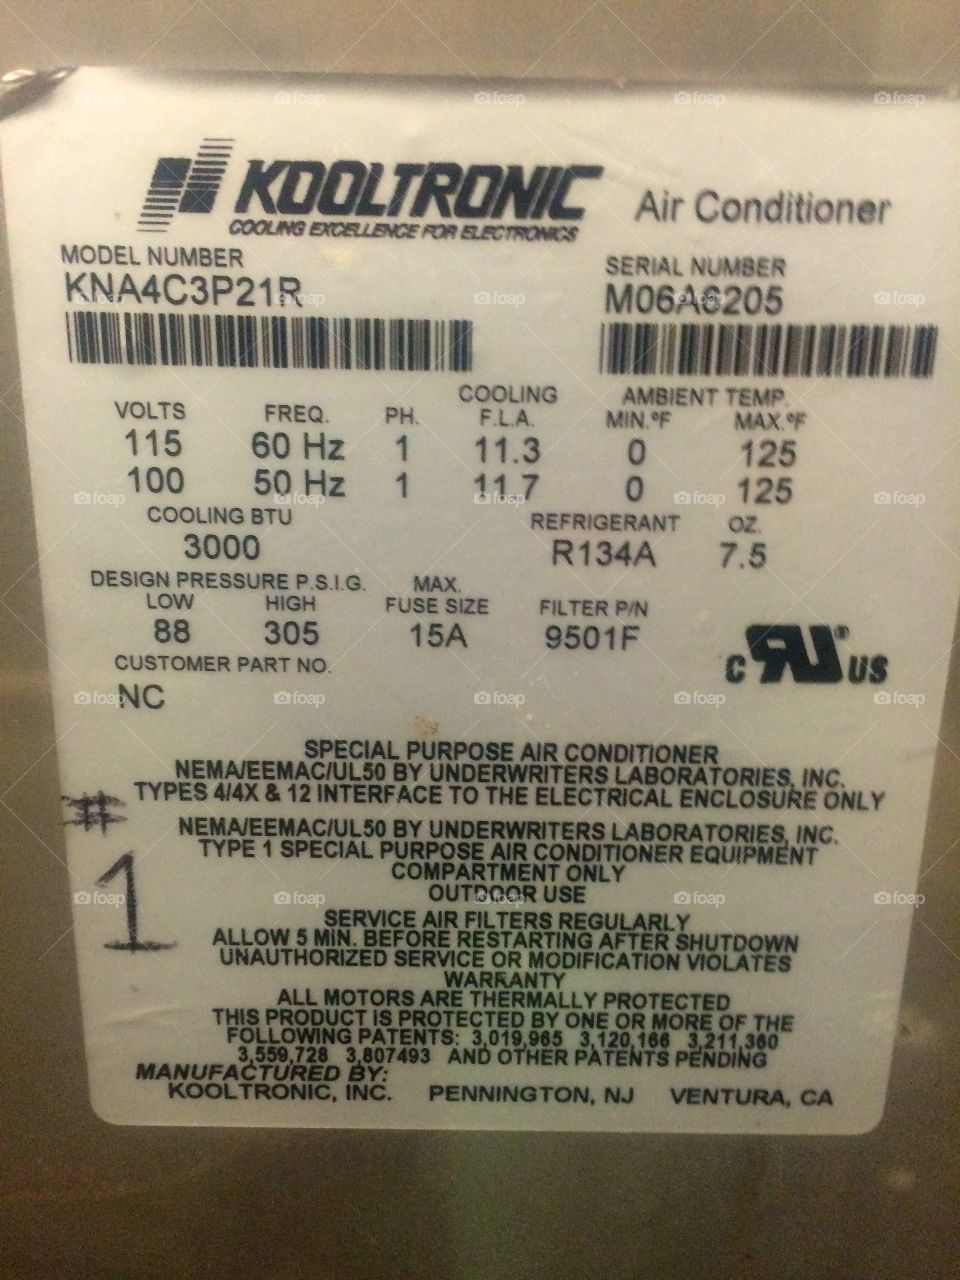 KOOLTRONIC
COOLING EXCELLENCE FOR ELECTRONICS
Air Conditioner
MODEL NUMBER
KNA4C3P21R
SERIAL NUMBER
M06A6205
COOLING AMBIENT TEMP.
VOLTS FREQ. PH. F.L.A. MIN.ºF MAX.ºF
115 60 Hz 1 11.3 0 125
100 50 Hz 1 11.7 0 125
COOLING BTU REFRIGERANT OZ.
3000 R134A 7.5
DESIGN PRESSURE P.S.I.G. MAX.
LOW HIGH FUSE SIZE FILTER P/N
88 305 15A 9501F
CUSTOMER PART NO.
NC
C RU ® US
SPECIAL PURPOSE AIR CONDITIONER
NEMA/EEMAC/UL50 BY UNDERWRITERS LABORATORIES, INC.
TYPES 4/4X & 12 INTERFACE TO THE ELECTRICAL ENCLOSURE ONLY
# 1
NEMA/EEMAC/UL50 BY UNDERWRITERS LABORATORIES, INC.
TYPE 1 SPECIAL PURPOSE AIR CONDITIONER EQUIPMENT
COMPARTMENT ONLY
OUTDOOR USE
SERVICE AIR FILTERS REGULARLY
ALLOW 5 MIN. BEFORE RESTARTING AFTER SHUTDOWN
UNAUTHORIZED SERVICE OR MODIFICATION VIOLATES
WARRANTY
ALL MOTORS ARE THERMALLY PROTECTED
THIS PRODUCT IS PROTECTED BY ONE OR MORE OF THE
FOLLOWING PATENTS: 3,019,965 3,120,166 3,211,360
3,559,728 3,807493 AND OTHER PATENTS PENDING
MANUFACTURED BY:
KOOLTRONIC, INC. PENNINGTON, NJ VENTURA, CA
foap